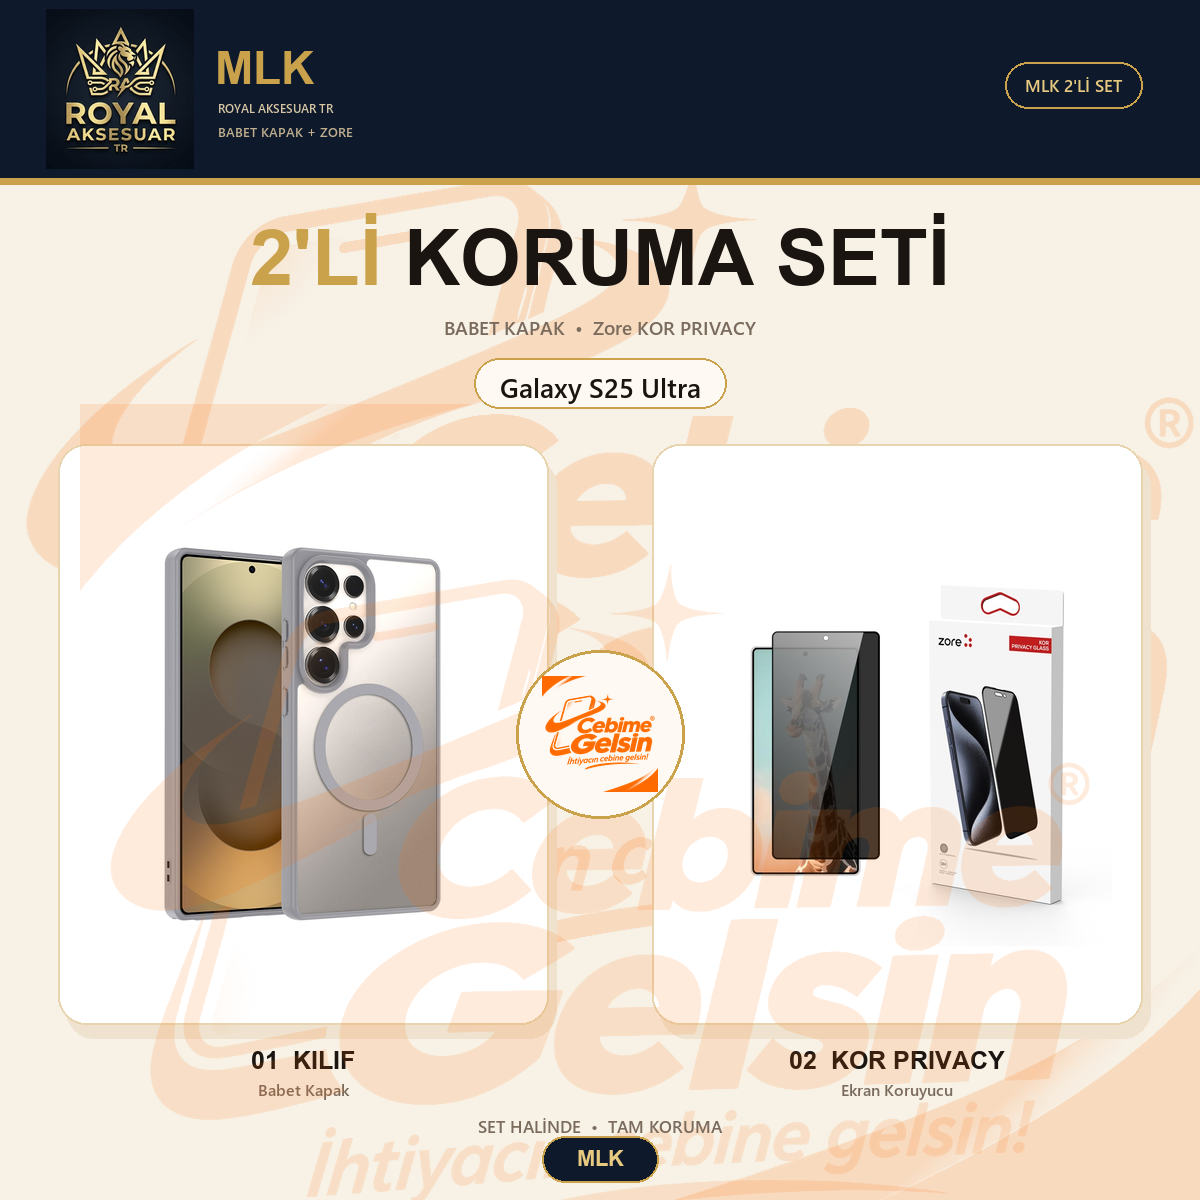 ROYAL
AKSESUAR
TR
MLK
ROYAL AKSESUAR TR
BABET KAPAK + ZORE
MLK 2'Lİ SET
2'Lİ KORUMA SETİ
BABET KAPAK • Zore KOR PRIVACY
Galaxy S25 Ultra
zore
KOR
PRIVACY GLASS
Cebime®
Gelsin
İhtiyacın cebine gelsin!
Cebime®
Gelsin
İhtiyacın cebine gelsin!
01 KILIF
Babet Kapak
02 KOR PRIVACY
Ekran Koruyucu
SET HALİNDE • TAM KORUMA
MLK